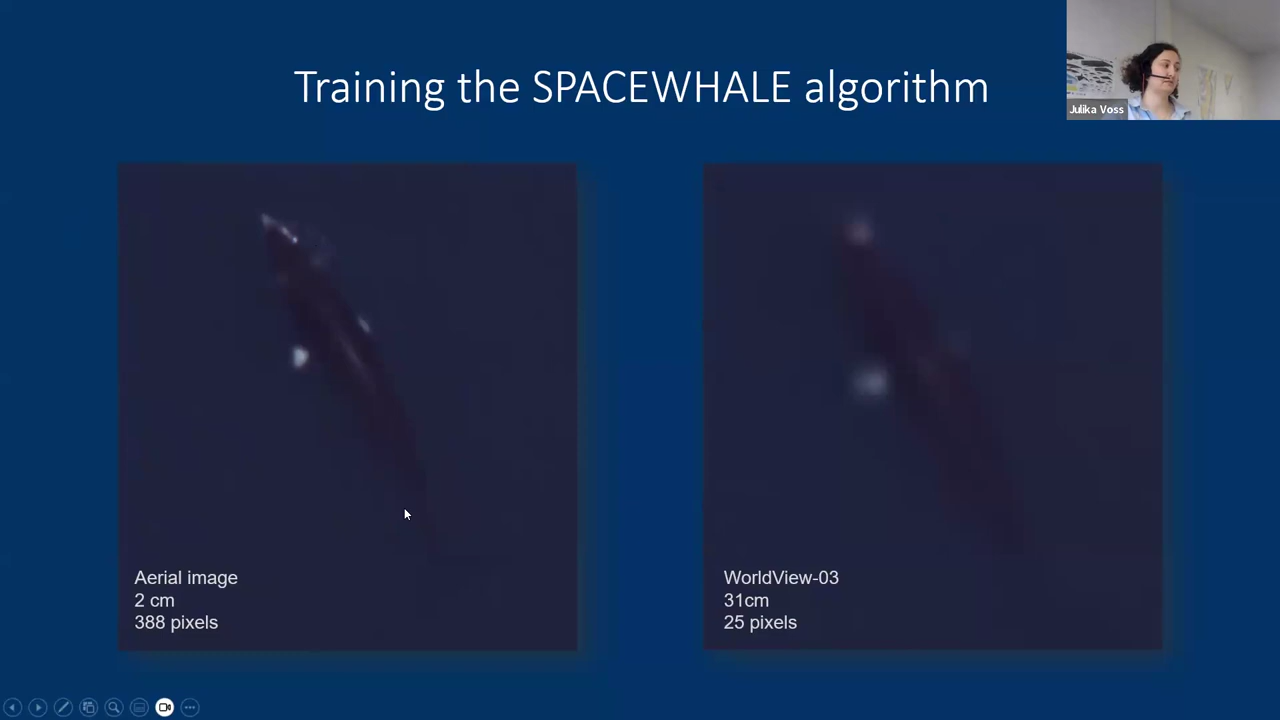 Training the SPACEWHALE algorithm
Julika Voss
Aerial image
2 cm
388 pixels
WorldView-03
31cm
25 pixels